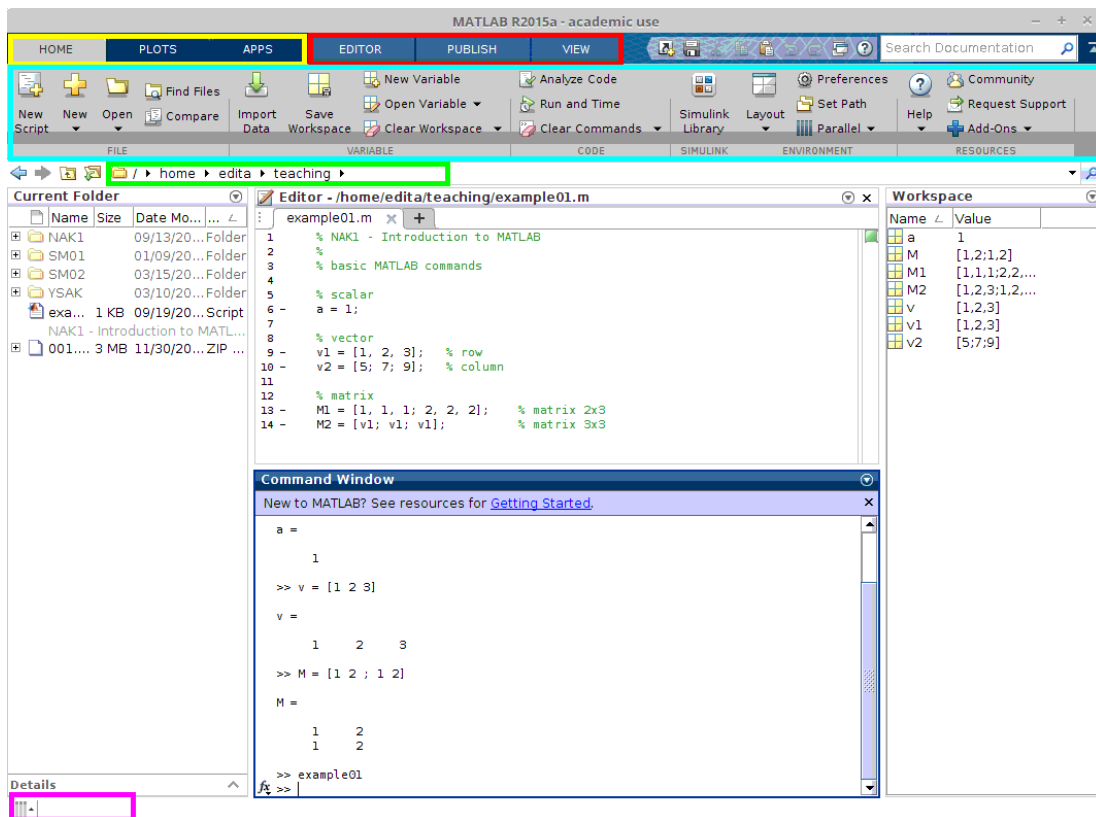 MATLAB R2015a - academic use
HOME PLOTS APPS EDITOR PUBLISH VIEW Search Documentation
New Script New Open Find Files Compare Import Data Save Workspace New Variable Open Variable Clear Workspace Analyze Code Run and Time Clear Commands Simulink Library Layout Preferences Set Path Parallel Help Community Request Support Add-Ons
FILE VARIABLE CODE SIMULINK ENVIRONMENT RESOURCES
/ home edita teaching
Current Folder
Name Size Date Mo... ...
NAK1 09/13/20... Folder
SM01 01/09/20... Folder
SM02 03/15/20... Folder
YSAK 03/10/20... Folder
exa... 1 KB 09/19/20... Script
NAK1 - Introduction to MATL...
001.... 3 MB 11/30/20... ZIP ...
Details
Editor - /home/edita/teaching/example01.m
example01.m
1 % NAK1 - Introduction to MATLAB
2 %
3 % basic MATLAB commands
4
5 % scalar
6 - a = 1;
7
8 % vector
9 - v1 = [1, 2, 3]; % row
10 - v2 = [5; 7; 9]; % column
11
12 % matrix
13 - M1 = [1, 1, 1; 2, 2, 2]; % matrix 2x3
14 - M2 = [v1; v1; v1]; % matrix 3x3
Command Window
New to MATLAB? See resources for Getting Started.
a =
1
>> v = [1 2 3]
v =
1 2 3
>> M = [1 2 ; 1 2]
M =
1 2
1 2
>> example01
fx >>
Workspace
Name Value
a 1
M [1,2;1,2]
M1 [1,1,1;2,2,...
M2 [1,2,3;1,2,...
v [1,2,3]
v1 [1,2,3]
v2 [5;7;9]